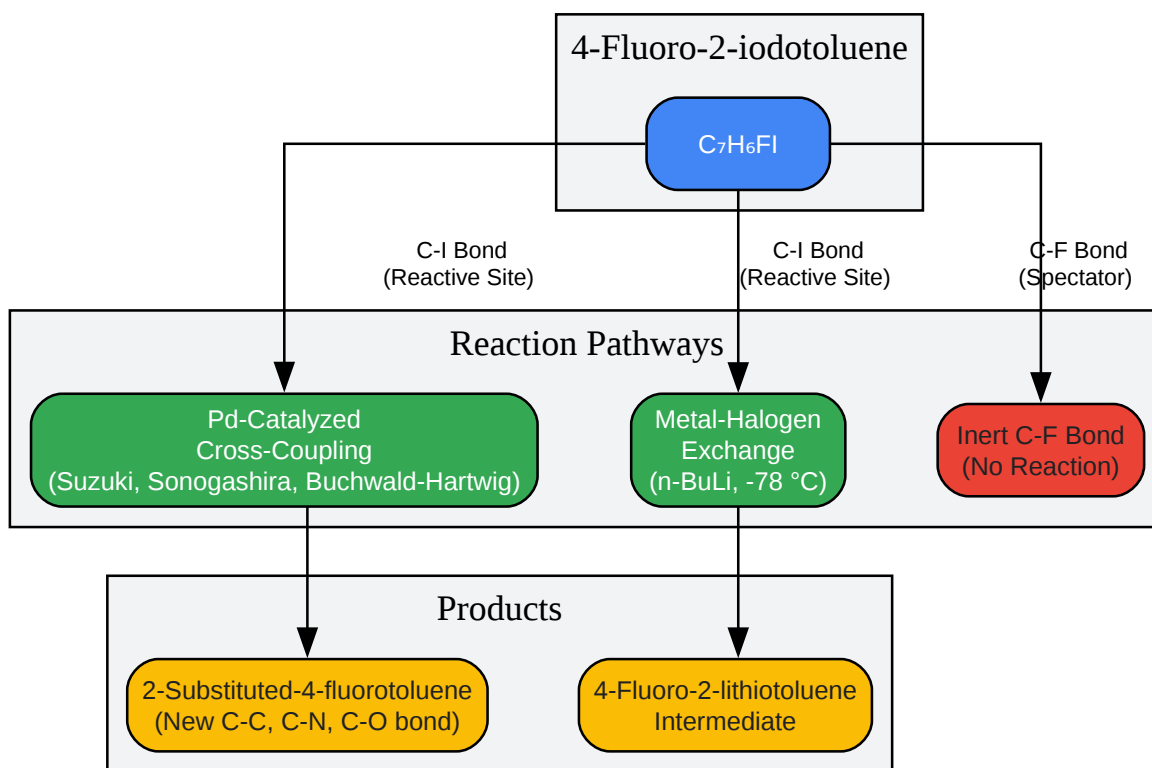 4-Fluoro-2-iodotoluene
C₇H₆FI
C-I Bond
(Reactive Site)
C-I Bond
(Reactive Site)
C-F Bond
(Spectator)
Reaction Pathways
Pd-Catalyzed
Cross-Coupling
(Suzuki, Sonogashira, Buchwald-Hartwig)
Metal-Halogen
Exchange
(n-BuLi, -78 °C)
Inert C-F Bond
(No Reaction)
Products
2-Substituted-4-fluorotoluene
(New C-C, C-N, C-O bond)
4-Fluoro-2-lithiotoluene
Intermediate